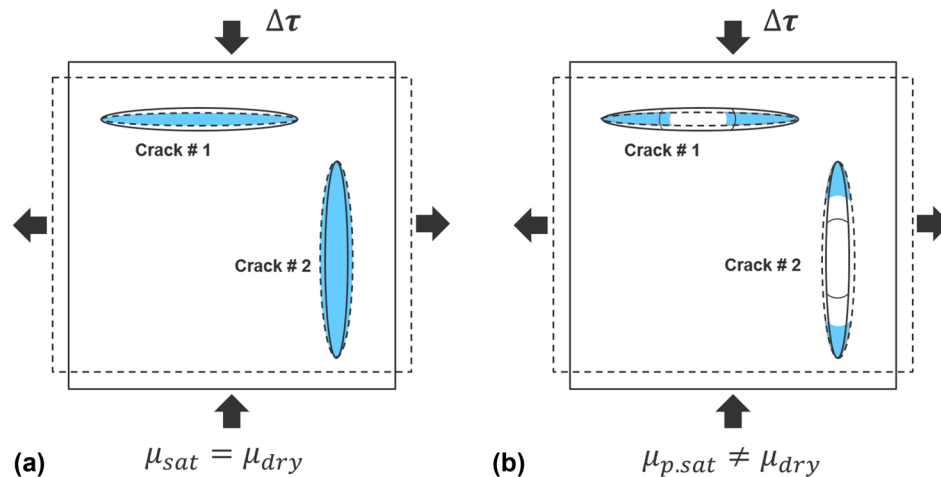 Δτ
Crack # 1
Crack # 2
(a)
μ_sat = μ_dry
Δτ
Crack # 1
Crack # 2
(b)
μ_p.sat ≠ μ_dry